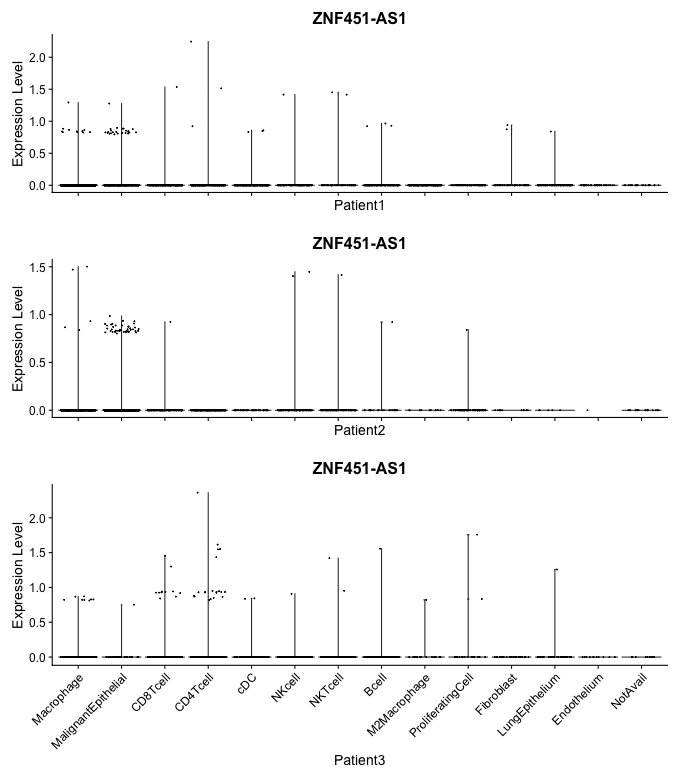 ZNF451-AS1
Expression Level
2.0
1.5
1.0
0.5
0.0
Patient1
ZNF451-AS1
Expression Level
1.5
1.0
0.5
0.0
Patient2
ZNF451-AS1
Expression Level
2.0
1.5
1.0
0.5
0.0
Macrophage
MalignantEpithelial
CD8Tcell
CD4Tcell
cDC
NKcell
NKTcell
Bcell
M2Macrophage
ProliferatingCell
Fibroblast
LungEpithelium
Endothelium
NotAvail
Patient3